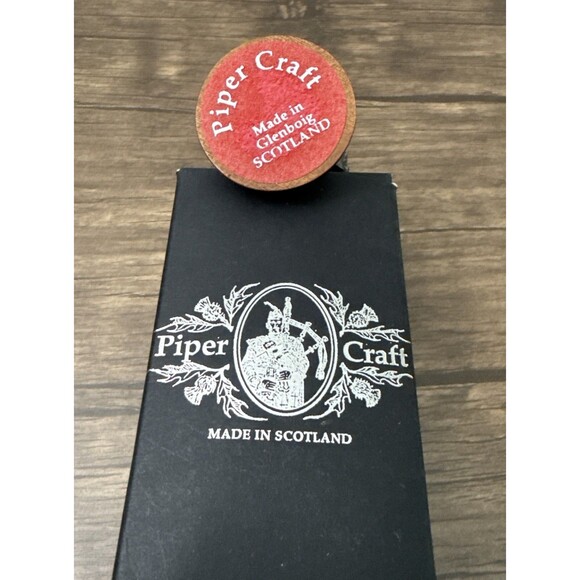 Piper Craft
Made in
Glenboig
SCOTLAND
Piper Craft
MADE IN SCOTLAND